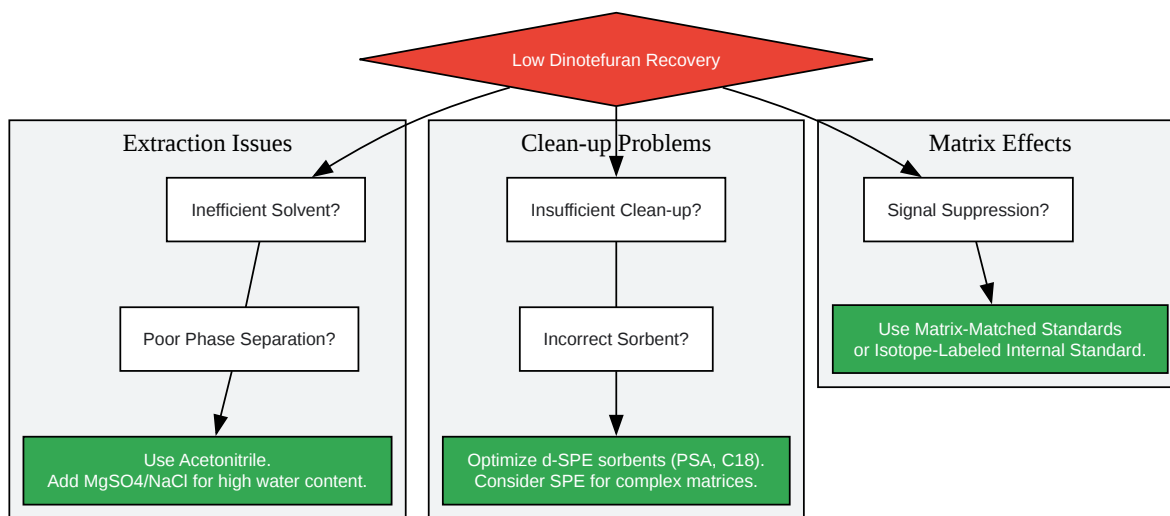 Low Dinotefuran Recovery
Extraction Issues
Clean-up Problems
Matrix Effects
Inefficient Solvent?
Insufficient Clean-up?
Signal Suppression?
Poor Phase Separation?
Incorrect Sorbent?
Use Matrix-Matched Standards
or Isotope-Labeled Internal Standard.
Use Acetonitrile.
Add MgSO4/NaCl for high water content.
Optimize d-SPE sorbents (PSA, C18).
Consider SPE for complex matrices.